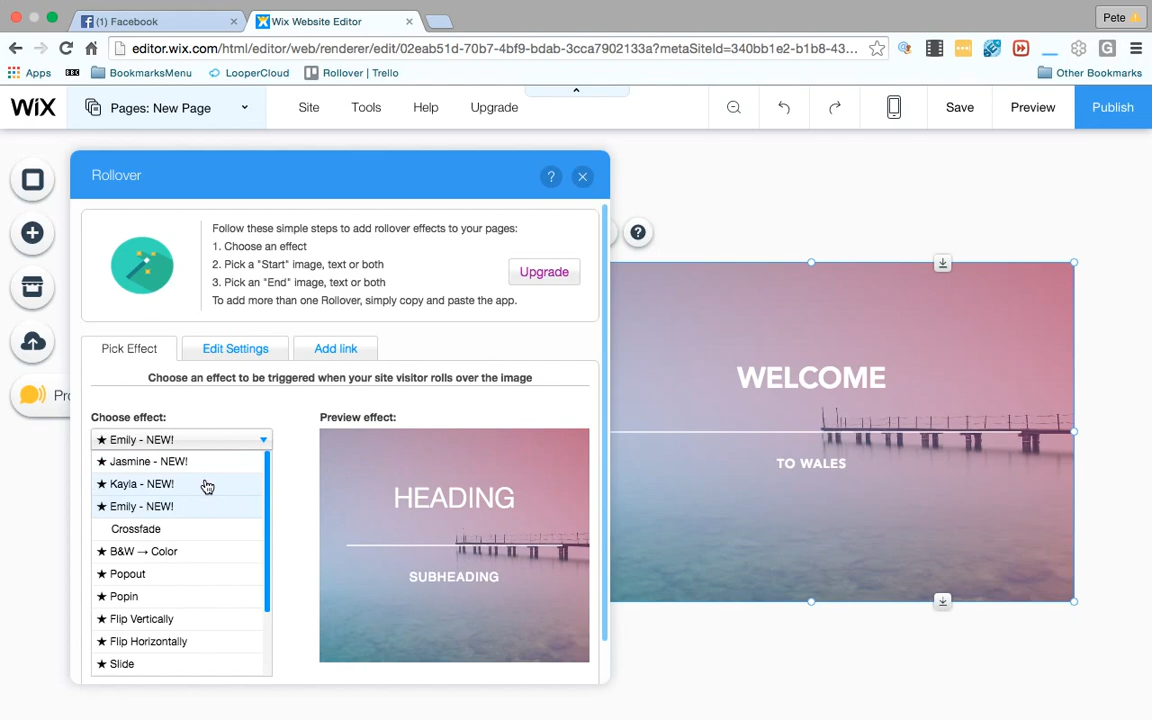 (1) Facebook
Wix Website Editor
Pete
editor.wix.com/html/editor/web/renderer/edit/02eab51d-70b7-4bf9-bdab-3cca7902133a?metaSiteId=340bb1e2-b1b8-43...
Apps
BBC
BookmarksMenu
LooperCloud
Rollover | Trello
Other Bookmarks
WiX
Pages: New Page
Site
Tools
Help
Upgrade
Save
Preview
Publish
Rollover
?
Follow these simple steps to add rollover effects to your pages:
1. Choose an effect
2. Pick a "Start" image, text or both
3. Pick an "End" image, text or both
To add more than one Rollover, simply copy and paste the app.
Upgrade
?
Pick Effect
Edit Settings
Add link
Choose an effect to be triggered when your site visitor rolls over the image
Choose effect:
Preview effect:
★ Emily - NEW!
★ Jasmine - NEW!
★ Kayla - NEW!
★ Emily - NEW!
Crossfade
★ B&W → Color
★ Popout
★ Popin
★ Flip Vertically
★ Flip Horizontally
★ Slide
HEADING
SUBHEADING
WELCOME
TO WALES